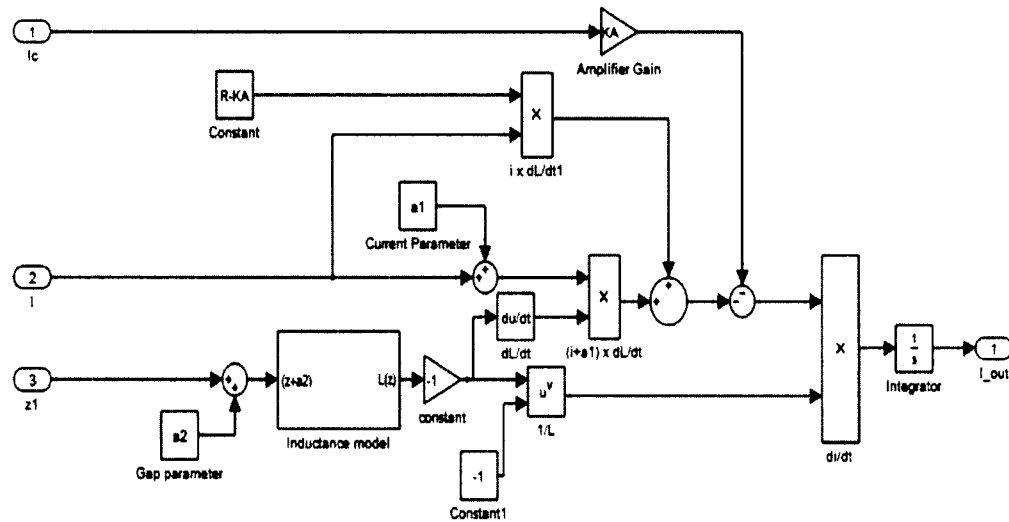 1
Ic
KA
Amplifier Gain
R-KA
Constant
X
i x dL/dt1
a1
Current Parameter
2
I
+ +
X
(i+a1) x dL/dt
+ +
- -
du/dt
dL/dt
X
di/dt
1
s
Integrator
1
I_out
3
z1
+ +
(z+a2)
L(z)
Inductance model
-1
constant
u^v
1/L
a2
Gap parameter
-1
Constant1